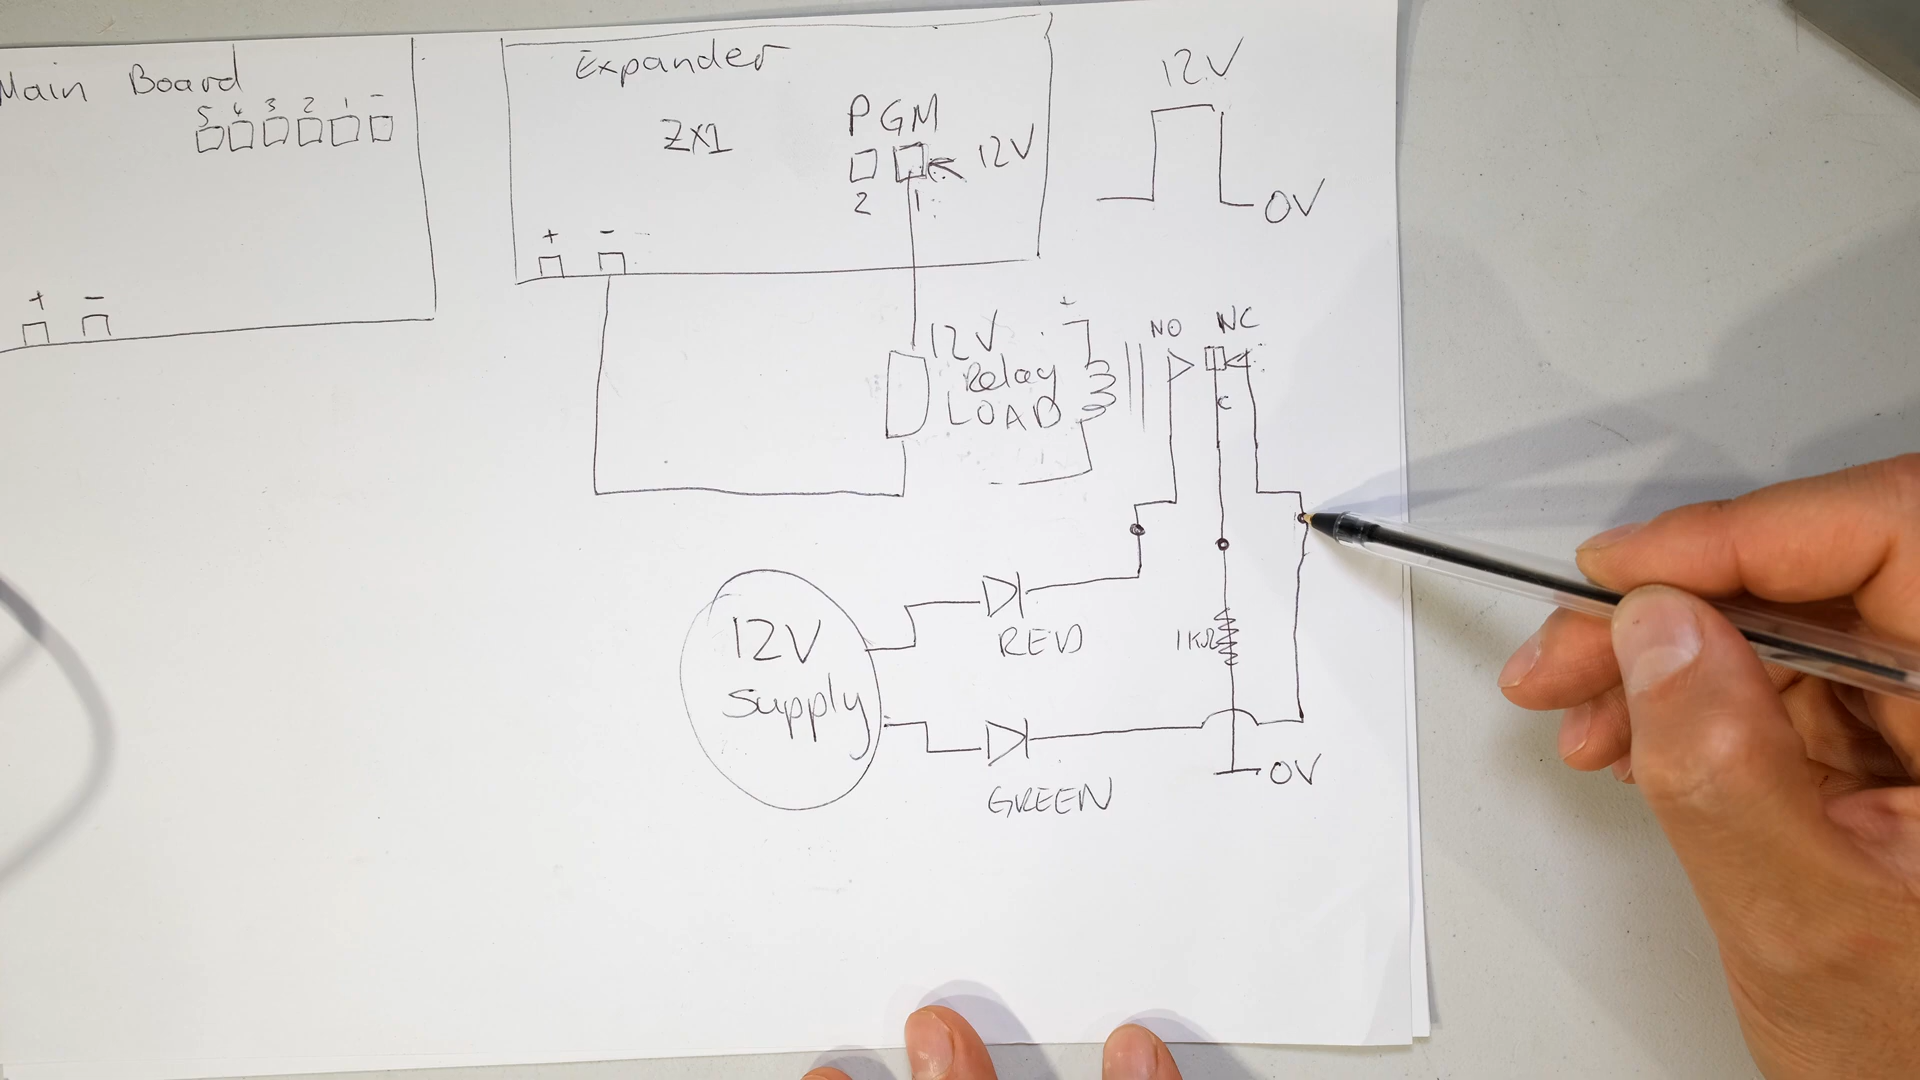 Main Board
5 4 3 2 1 -
+ -
Expander
ZX1
PGM
12V
2 1
+ -
12V
0V
12V
Relay
LOAD
+
NO NC
C
12V
Supply
RED
1KΩ
GREEN
0V